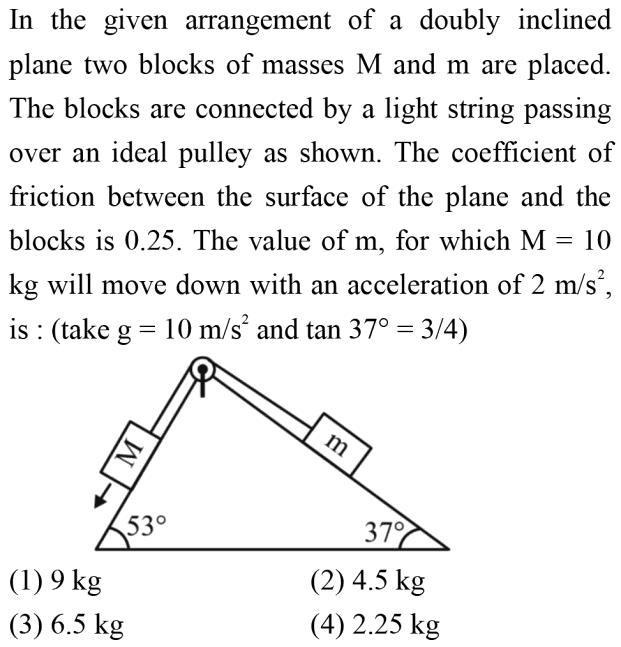 In the given arrangement of a doubly inclined
plane two blocks of masses M and m are placed.
The blocks are connected by a light string passing
over an ideal pulley as shown. The coefficient of
friction between the surface of the plane and the
blocks is 0.25. The value of m, for which M = 10
kg will move down with an acceleration of 2 m/s², 
is : (take g = 10 m/s² and tan 37° = 3/4)
M
m
53°
37°
(1) 9 kg (2) 4.5 kg
(3) 6.5 kg (4) 2.25 kg